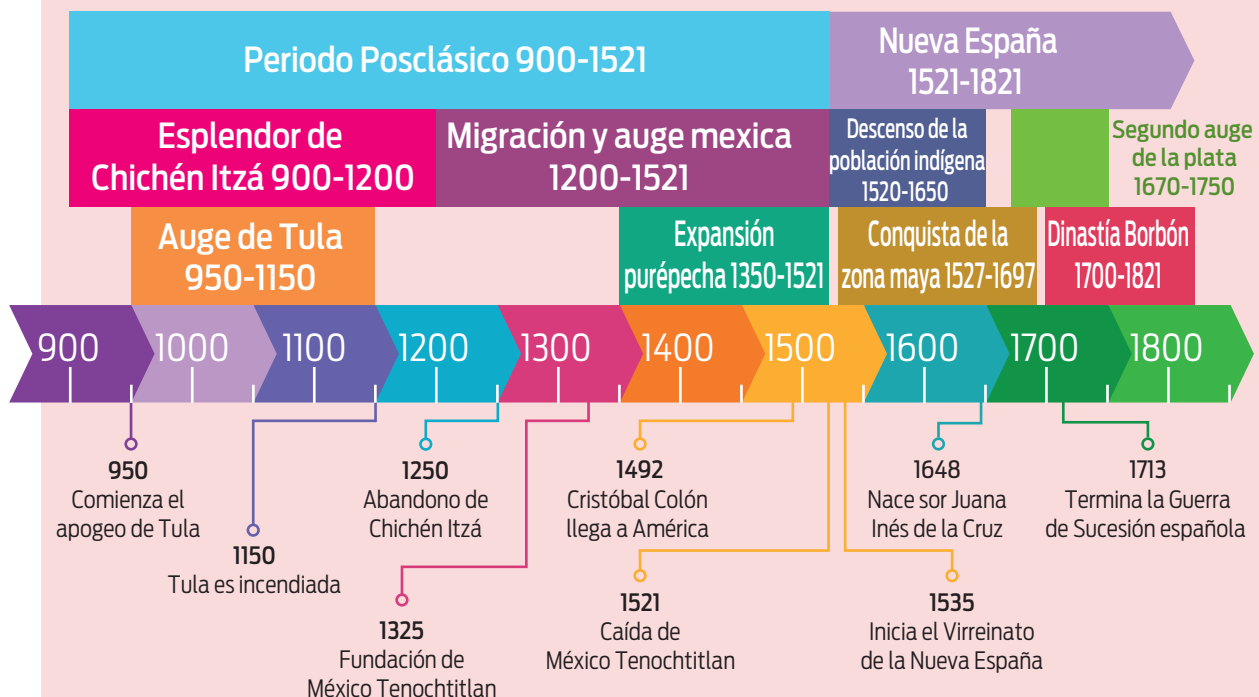 Periodo Posclásico 900-1521
Nueva España
1521-1821
Esplendor de
Chichén Itzá 900-1200
Migración y auge mexica
1200-1521
Descenso de la
población indígena
1520-1650
Segundo auge
de la plata
1670-1750
Auge de Tula
950-1150
Expansión
purépecha 1350-1521
Conquista de la
zona maya 1527-1697
Dinastía Borbón
1700-1821
900
1000
1100
1200
1300
1400
1500
1600
1700
1800
950
Comienza el
apogeo de Tula
1150
Tula es incendiada
1250
Abandono de
Chichén Itzá
1325
Fundación de
México Tenochtitlan
1492
Cristóbal Colón
llega a América
1521
Caída de
México Tenochtitlan
1535
Inicia el Virreinato
de la Nueva España
1648
Nace sor Juana
Inés de la Cruz
1713
Termina la Guerra
de Sucesión española